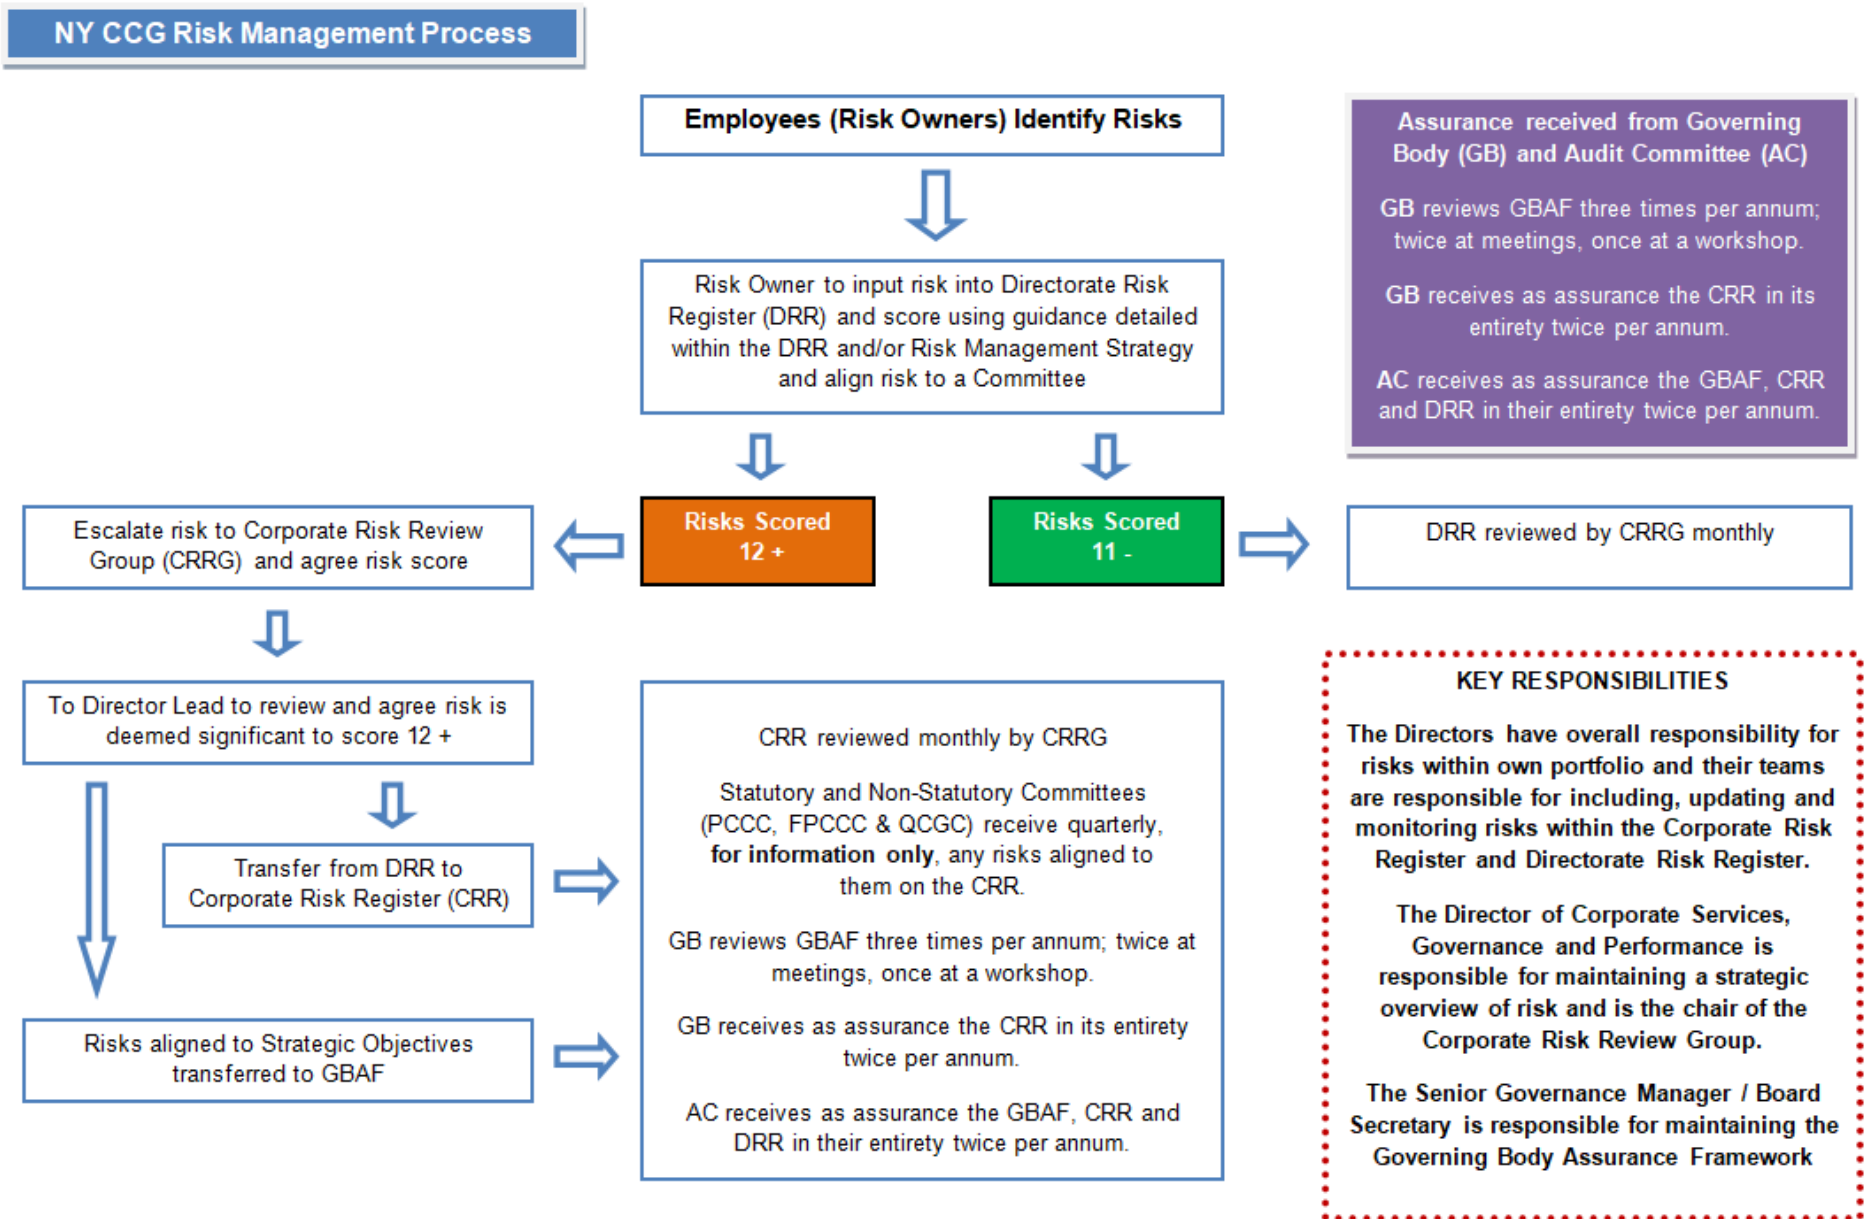 NY CCG Risk Management Process
Employees (Risk Owners) Identify Risks
Assurance received from Governing
Body (GB) and Audit Committee (AC)
GB reviews GBAF three times per annum;
twice at meetings, once at a workshop.
GB receives as assurance the CRR in its
entirety twice per annum.
AC receives as assurance the GBAF, CRR
and DRR in their entirety twice per annum.
Risk Owner to input risk into Directorate Risk
Register (DRR) and score using guidance detailed
within the DRR and/or Risk Management Strategy
and align risk to a Committee
Escalate risk to Corporate Risk Review
Group (CRRG) and agree risk score
Risks Scored
12 +
Risks Scored
11 -
DRR reviewed by CRRG monthly
To Director Lead to review and agree risk is
deemed significant to score 12 +
Transfer from DRR to
Corporate Risk Register (CRR)
Risks aligned to Strategic Objectives
transferred to GBAF
CRR reviewed monthly by CRRG
Statutory and Non-Statutory Committees
(PCCC, FPCCC & QCGC) receive quarterly,
for information only, any risks aligned to
them on the CRR.
GB reviews GBAF three times per annum; twice at
meetings, once at a workshop.
GB receives as assurance the CRR in its entirety
twice per annum.
AC receives as assurance the GBAF, CRR and
DRR in their entirety twice per annum.
KEY RESPONSIBILITIES
The Directors have overall responsibility for
risks within own portfolio and their teams
are responsible for including, updating and
monitoring risks within the Corporate Risk
Register and Directorate Risk Register.
The Director of Corporate Services,
Governance and Performance is
responsible for maintaining a strategic
overview of risk and is the chair of the
Corporate Risk Review Group.
The Senior Governance Manager / Board
Secretary is responsible for maintaining the
Governing Body Assurance Framework